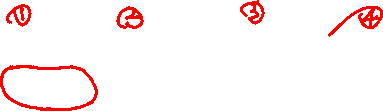 ① ② ③ ④